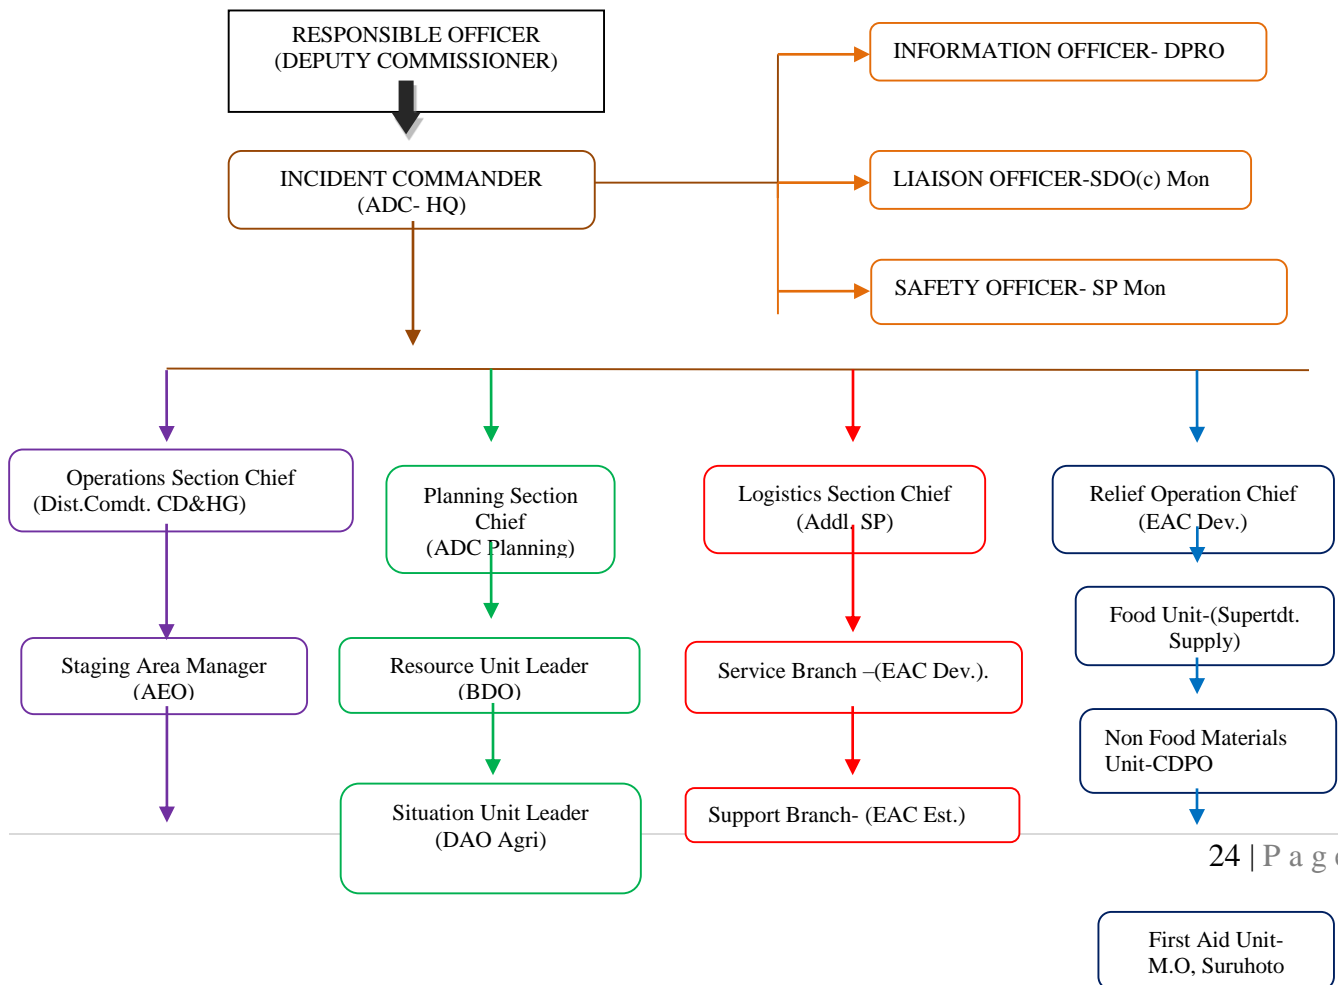 RESPONSIBLE OFFICER
(DEPUTY COMMISSIONER)
INFORMATION OFFICER- DPRO
INCIDENT COMMANDER
(ADC- HQ)
LIAISON OFFICER-SDO(c) Mon
SAFETY OFFICER- SP Mon
Operations Section Chief
(Dist.Comdt. CD&HG)
Planning Section
Chief
(ADC Planning)
Logistics Section Chief
(Addl. SP)
Relief Operation Chief
(EAC Dev.)
Staging Area Manager
(AEO)
Resource Unit Leader
(BDO)
Service Branch –(EAC Dev.).
Food Unit-(Supertdt.
Supply)
Non Food Materials
Unit-CDPO
Situation Unit Leader
(DAO Agri)
Support Branch- (EAC Est.)
24 | Page
First Aid Unit-
M.O, Suruhoto